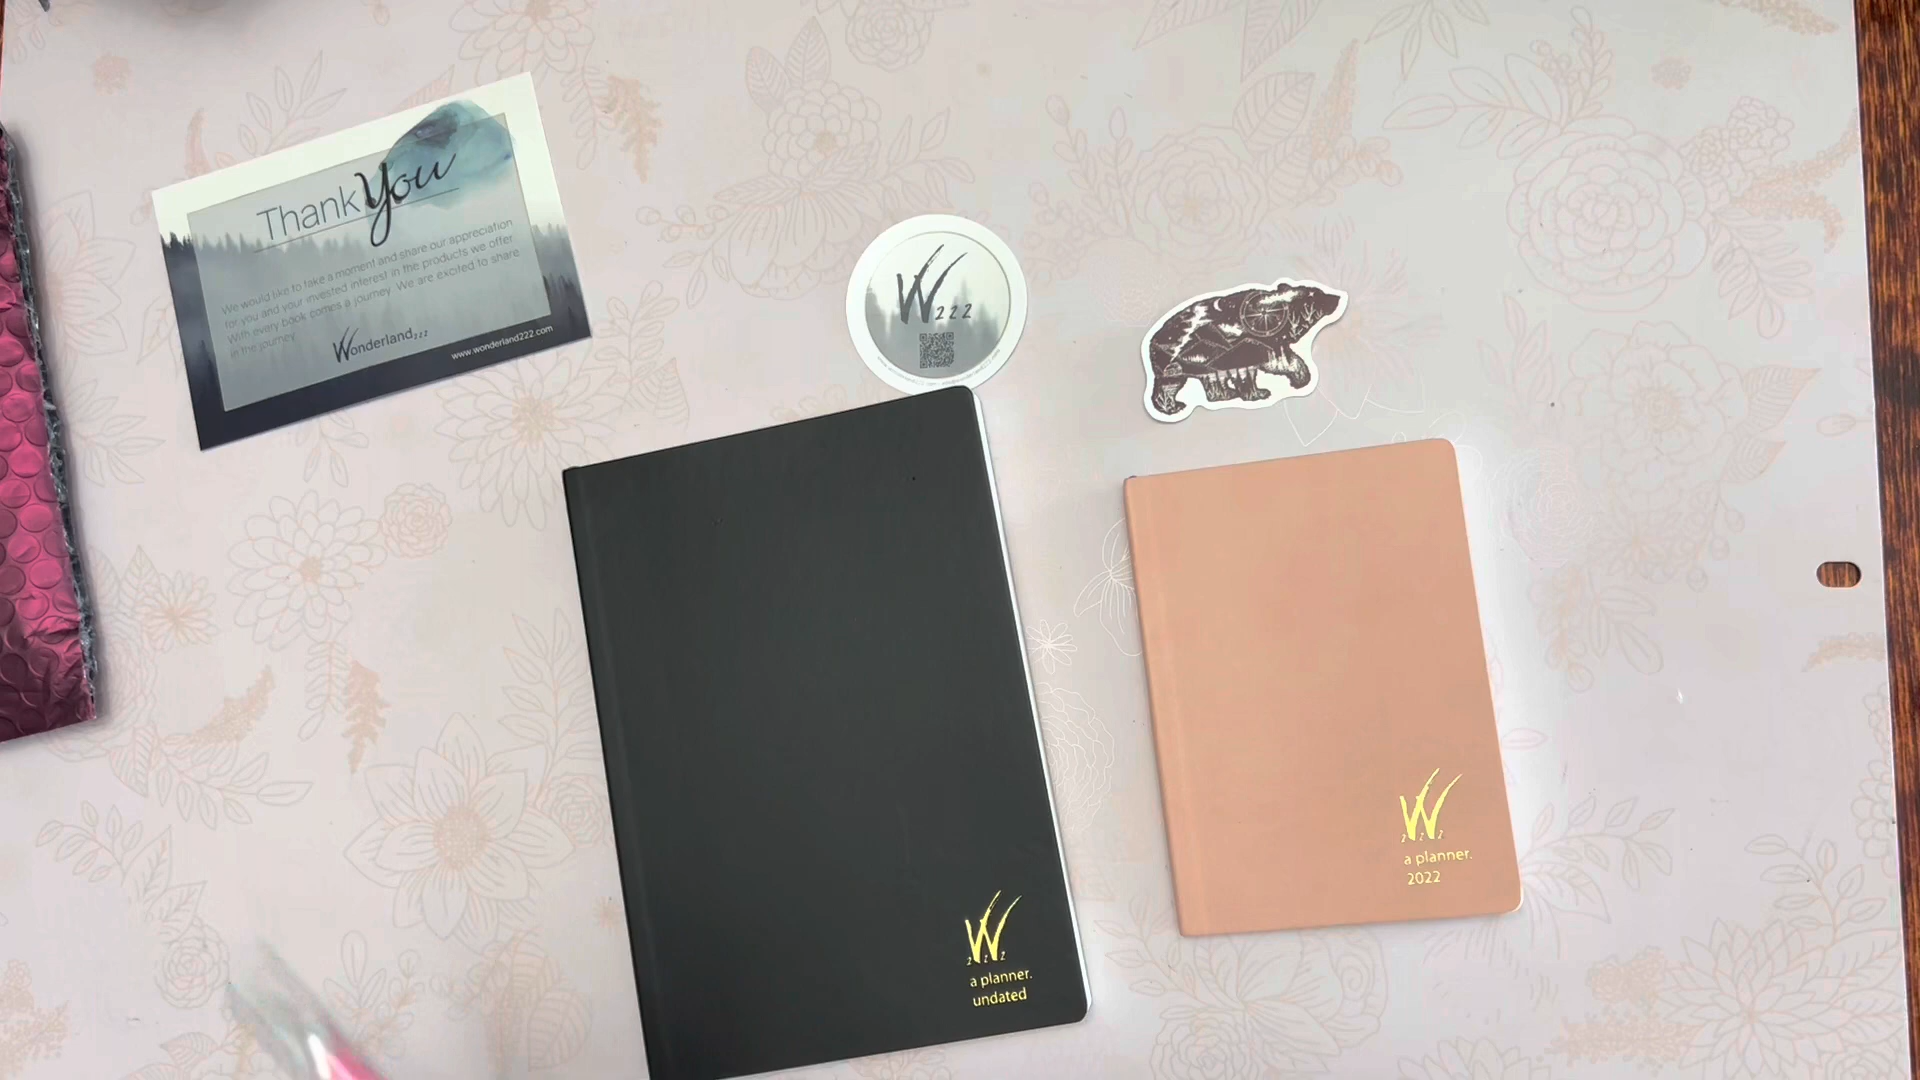 Thank You
We would like to take a moment and share our appreciation
for you and your invested interest in the products we offer
With every book comes a journey. We are excited to share
in the journey
Wonderland222
www.wonderland222.com
W222
W
222
a planner.
undated
W
222
a planner.
2022